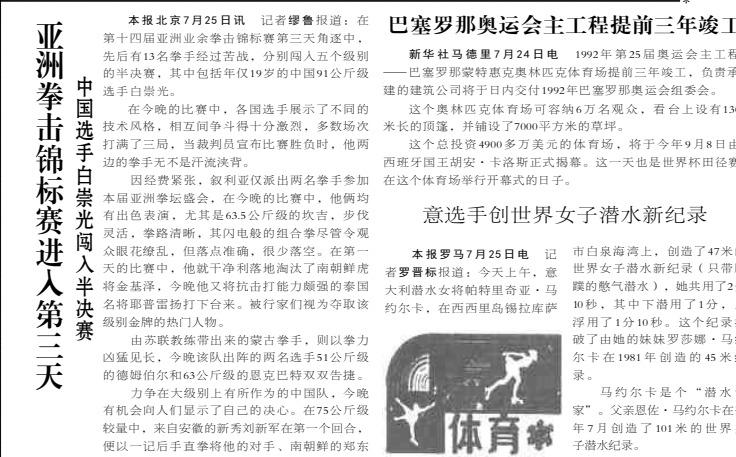 亚洲拳击锦标赛进入第三天
中国选手白崇光闯入半决赛
本报北京7月25日讯 记者缪鲁报道：在
第十四届亚洲业余拳击锦标赛第三天角逐中，
先后有13名拳手经过苦战，分别闯入五个级别
的半决赛，其中包括年仅19岁的中国91公斤级
选手白崇光。
在今晚的比赛中，各国选手展示了不同的
技术风格，相互间争斗得十分激烈，多数场次
打满了三局，当裁判员宣布比赛胜负时，他两
边的拳手无不是汗流浃背。
因经费紧张，叙利亚仅派出两名拳手参加
本届亚洲拳坛盛会，在今晚的比赛中，他俩均
有出色表演，尤其是63.5公斤级的坎吉，步伐
灵活，拳路清晰，其闪电般的组合拳尽管令观
众眼花缭乱，但落点准确，很少落空。在第一
天的比赛中，他就干净利落地淘汰了南朝鲜虎
将金基泽，今晚他又将抗击打能力颇强的泰国
名将耶普雷扬打下台来。被行家们视为夺取该
级别金牌的热门人物。
由苏联教练带出来的蒙古拳手，则以拳力
凶猛见长，今晚该队出阵的两名选手51公斤级
的德姆伯尔和63公斤级的恩克巴特双双告捷。
力争在大级别上有所作为的中国队，今晚
有机会向人们显示了自己的决心。在75公斤级
较量中，来自安徽的新秀刘新军在第一个回合，
便以一记后手直拳将他的对手、南朝鲜的郑东
巴塞罗那奥运会主工程提前三年竣工
新华社马德里7月24日电 1992年第25届奥运会主工程
——巴塞罗那蒙特惠克奥林匹克体育场提前三年竣工，负责承
建的建筑公司将于日内交付1992年巴塞罗那奥运会组委会。
这个奥林匹克体育场可容纳6万名观众，看台上设有130
米长的顶篷，并铺设了7000平方米的草坪。
这个总投资4900多万美元的体育场，将于今年9月8日由
西班牙国王胡安·卡洛斯正式揭幕。这一天也是世界杯田径赛
在这个体育场举行开幕式的日子。
意选手创世界女子潜水新纪录
本报罗马7月25日电 记
者罗晋标报道：今天上午，意
大利潜水女将帕特里奇亚·马
约尔卡，在西西里岛锡拉库萨
市白泉海湾上，创造了47米的
世界女子潜水新纪录（只带脚
蹼的憋气潜水），她共用了2分
10秒，其中下潜用了1分，上
浮用了1分10秒。这个纪录打
破了由她的妹妹罗莎娜·马约
尔卡在1981年创造的45米纪
录。
马约尔卡是个“潜水世
家”。父亲恩佐·马约尔卡在去
年7月创造了101米的世界男
子潜水纪录。
体育